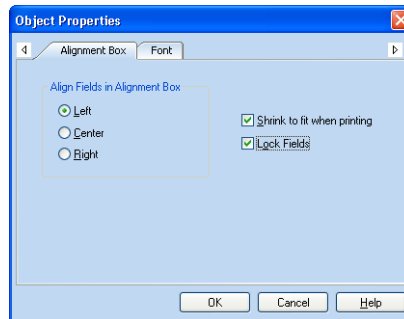 Object Properties
Alignment Box Font
Align Fields in Alignment Box
Left
Center
Right
Shrink to fit when printing
Lock Fields
OK Cancel Help